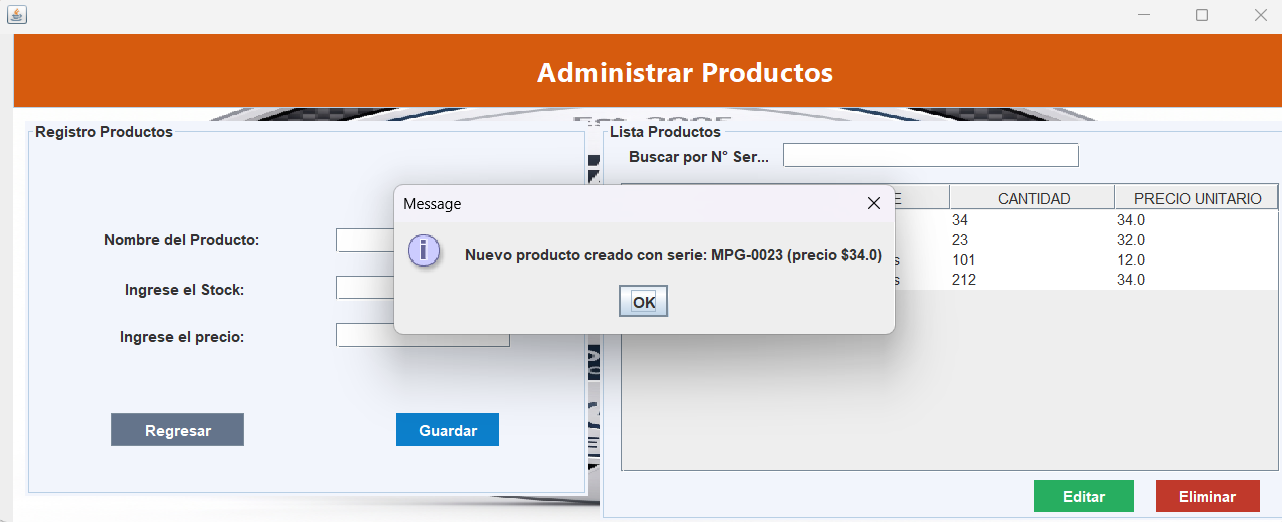 Administrar Productos
Registro Productos
Nombre del Producto:
Ingrese el Stock:
Ingrese el precio:
Regresar
Guardar
Lista Productos
Buscar por N° Ser...
E CANTIDAD PRECIO UNITARIO
34 34.0
23 32.0
s 101 12.0
s 212 34.0
Editar
Eliminar
Message
Nuevo producto creado con serie: MPG-0023 (precio $34.0)
OK